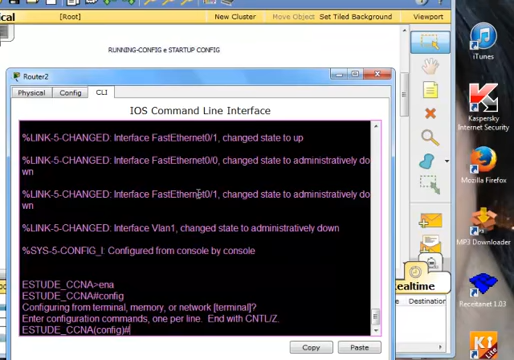 ical
[Root]
New Cluster
Move Object
Set Tiled Background
Viewport
RUNNING-CONFIG e STARTUP CONFIG
Router2
Physical
Config
CLI
IOS Command Line Interface
%LINK-5-CHANGED: Interface FastEthernet0/1, changed state to up
%LINK-5-CHANGED: Interface FastEthernet0/0, changed state to administratively do
wn
%LINK-5-CHANGED: Interface FastEthernet0/1, changed state to administratively do
wn
%LINK-5-CHANGED: Interface Vlan1, changed state to administratively down
%SYS-5-CONFIG_I: Configured from console by console
ESTUDE_CCNA>ena
ESTUDE_CCNA#config
Configuring from terminal, memory, or network [terminal]?
Enter configuration commands, one per line. End with CNTL/Z.
ESTUDE_CCNA(config)#
Copy
Paste
Realtime
Destination
iTunes
Kaspersky
Internet Security
Mozilla Firefox
MP3 Downloader
Receitanet 1.03
K!
Lite